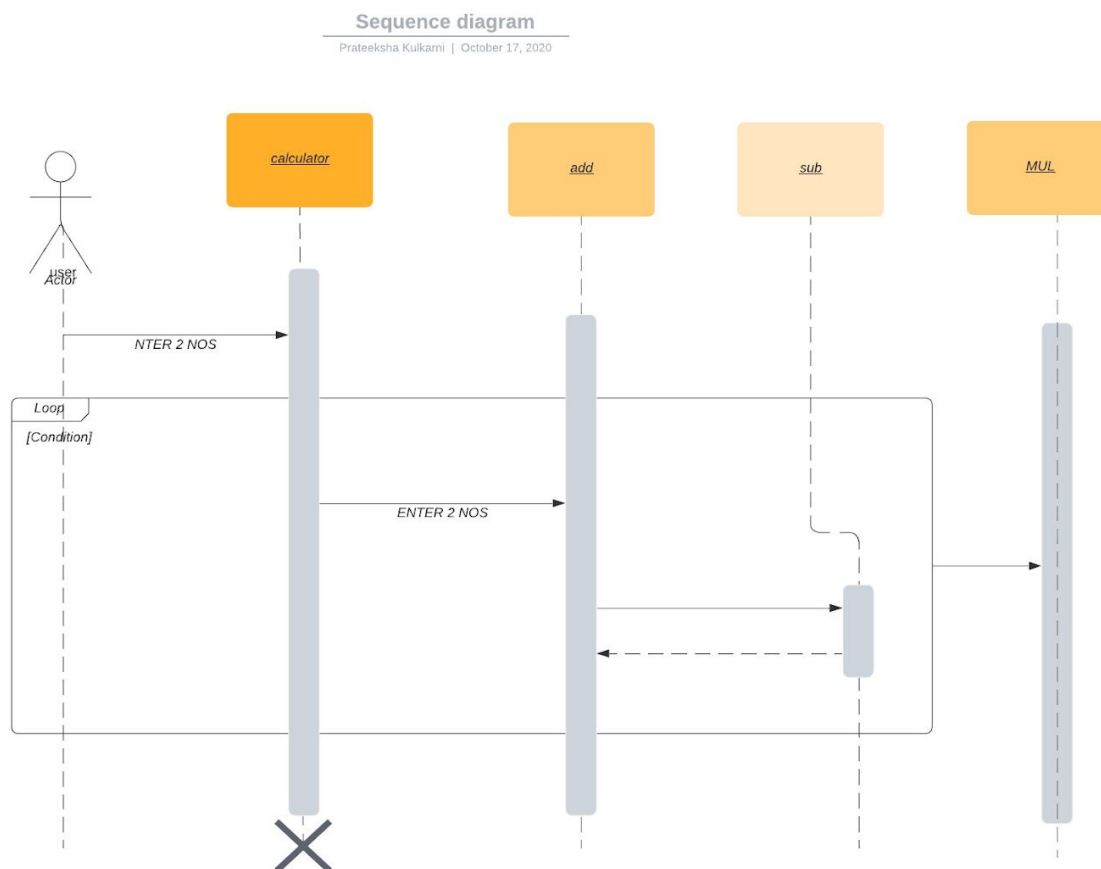 Sequence diagram
Prateeksha Kulkarni | October 17, 2020
calculator
add
sub
MUL
user
Actor
NTER 2 NOS
Loop
[Condition]
ENTER 2 NOS